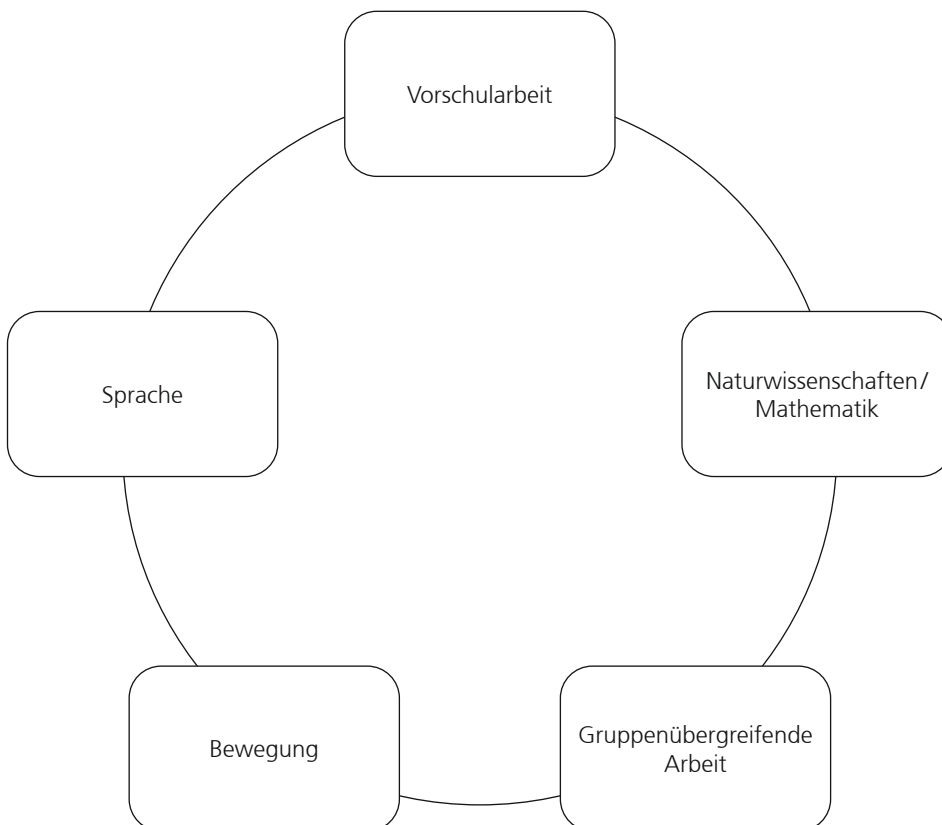 Vorschularbeit
Naturwissenschaften/
Mathematik
Gruppenübergreifende
Arbeit
Bewegung
Sprache